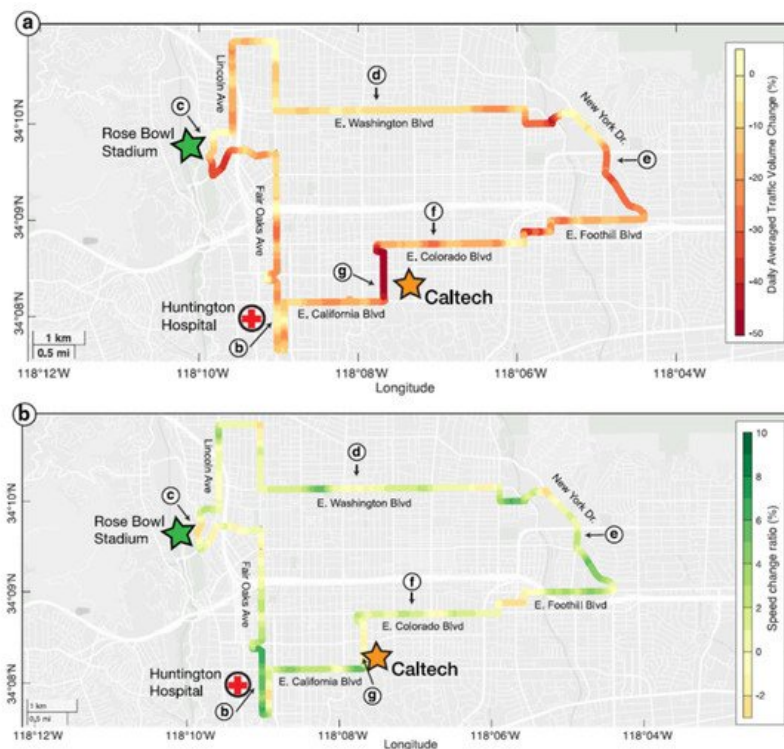 a
Lincoln Ave
d
E. Washington Blvd
c
Rose Bowl
Stadium
New York Dr.
e
Fair Oaks Ave
f
E. Foothill Blvd
E. Colorado Blvd
g
Caltech
Huntington
Hospital
E. California Blvd
b
1 km
0.5 mi
34°10'N
34°09'N
34°08'N
118°12'W
118°10'W
118°08'W
118°06'W
118°04'W
Longitude
0
-10
-20
-30
-40
-50
Daily Averaged Traffic Volume Change (%)
b
Lincoln Ave
d
E. Washington Blvd
c
Rose Bowl
Stadium
New York Dr.
e
Fair Oaks Ave
f
E. Foothill Blvd
E. Colorado Blvd
Caltech
Huntington
Hospital
E. California Blvd
g
b
1 km
0.5 mi
34°10'N
34°09'N
34°08'N
118°12'W
118°10'W
118°08'W
118°06'W
118°04'W
Longitude
10
8
6
4
2
0
-2
Speed change ratio (%)